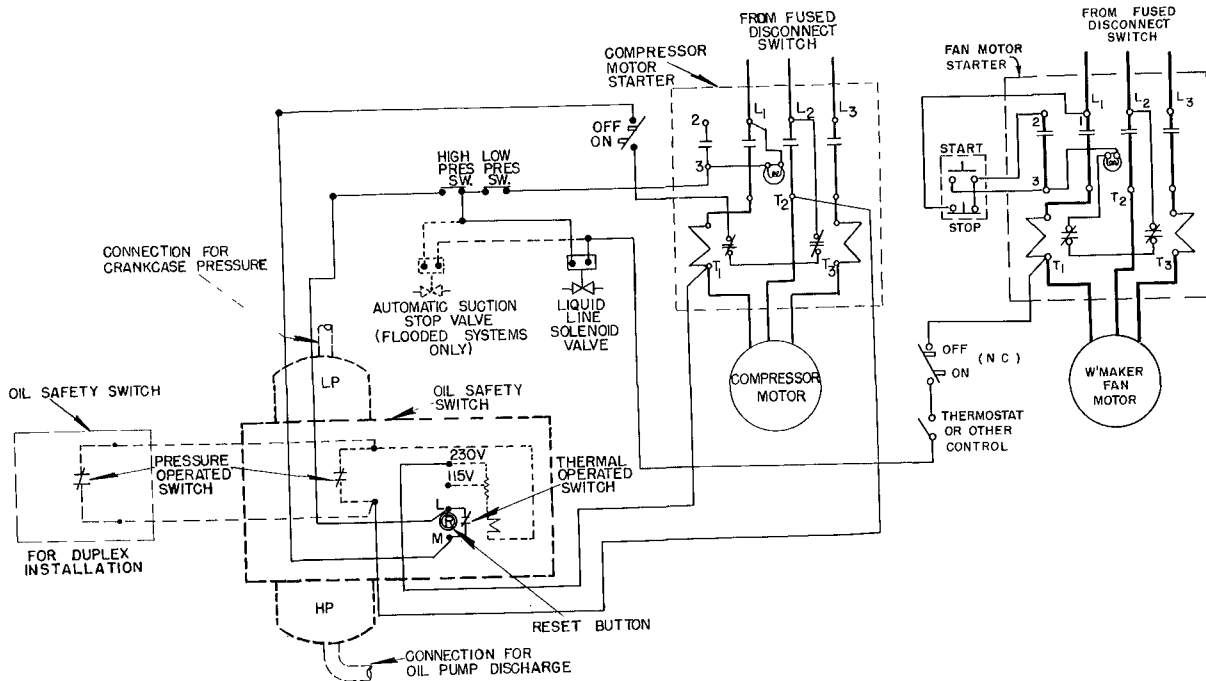 FROM FUSED
DISCONNECT
SWITCH
COMPRESSOR
MOTOR
STARTER
FROM FUSED
DISCONNECT
SWITCH
FAN MOTOR
STARTER
L1
L2
L3
2
3
OFF
ON
HIGH
PRES
SW.
LOW
PRES
SW.
T1
T2
T3
L1
L2
L3
2
1
3
START
STOP
T1
T2
T3
CONNECTION FOR
CRANKCASE PRESSURE
AUTOMATIC SUCTION
STOP VALVE
(FLOODED SYSTEMS
ONLY)
LIQUID
LINE
SOLENOID
VALVE
COMPRESSOR
MOTOR
OFF
(NC)
ON
W'MAKER
FAN
MOTOR
THERMOSTAT
OR OTHER
CONTROL
LP
OIL SAFETY SWITCH
OIL SAFETY
SWITCH
PRESSURE
OPERATED
SWITCH
230V
115V
THERMAL
OPERATED
SWITCH
L
R
M
FOR DUPLEX
INSTALLATION
HP
RESET BUTTON
CONNECTION FOR
OIL PUMP DISCHARGE